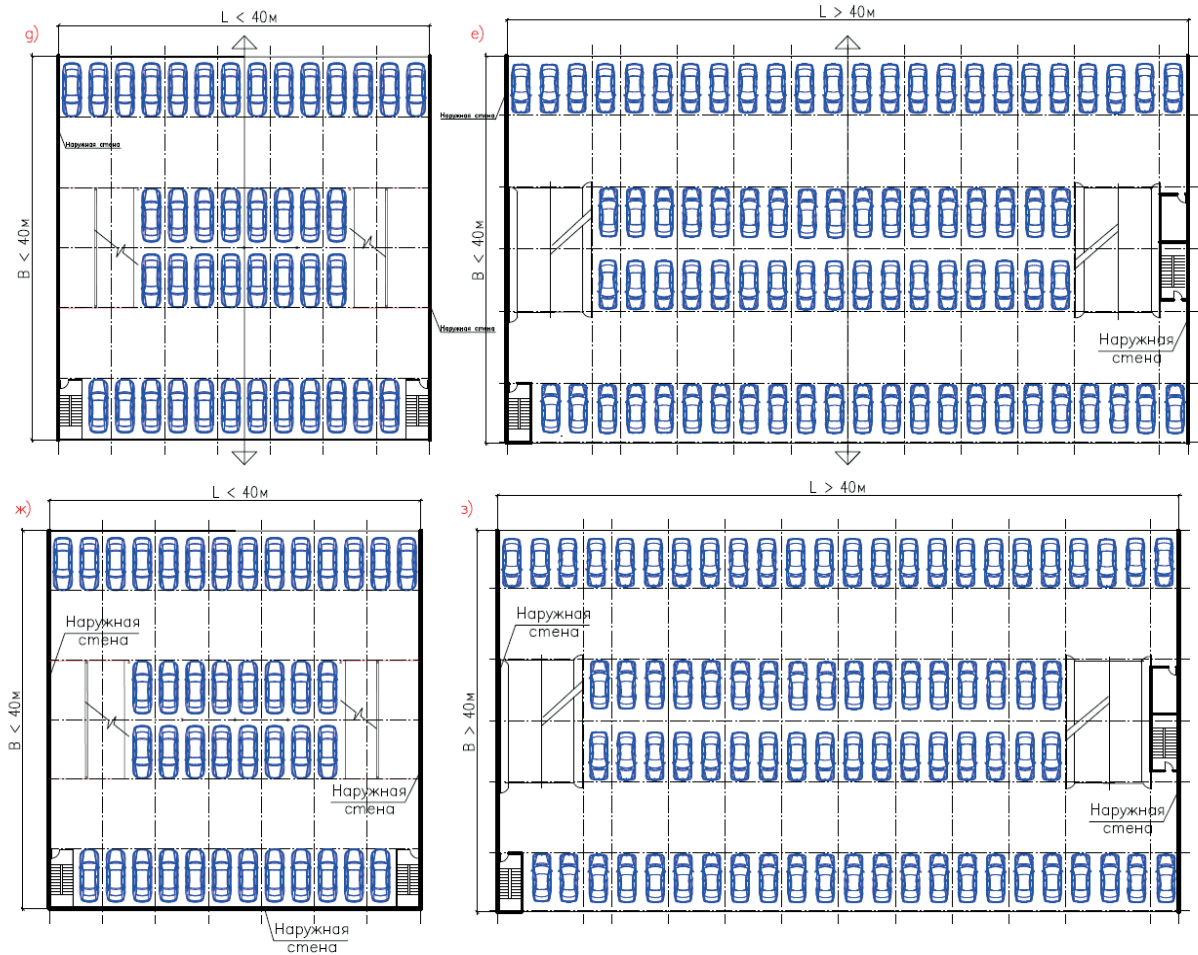 L < 40м
L > 40м
g)
е)
Наружная стена
Наружная стена
B < 40м
B < 40м
Наружная стена
Наружная
стена
L < 40м
L > 40м
ж)
з)
Наружная
стена
Наружная
стена
B < 40м
B > 40м
Наружная
стена
Наружная
стена
Наружная
стена